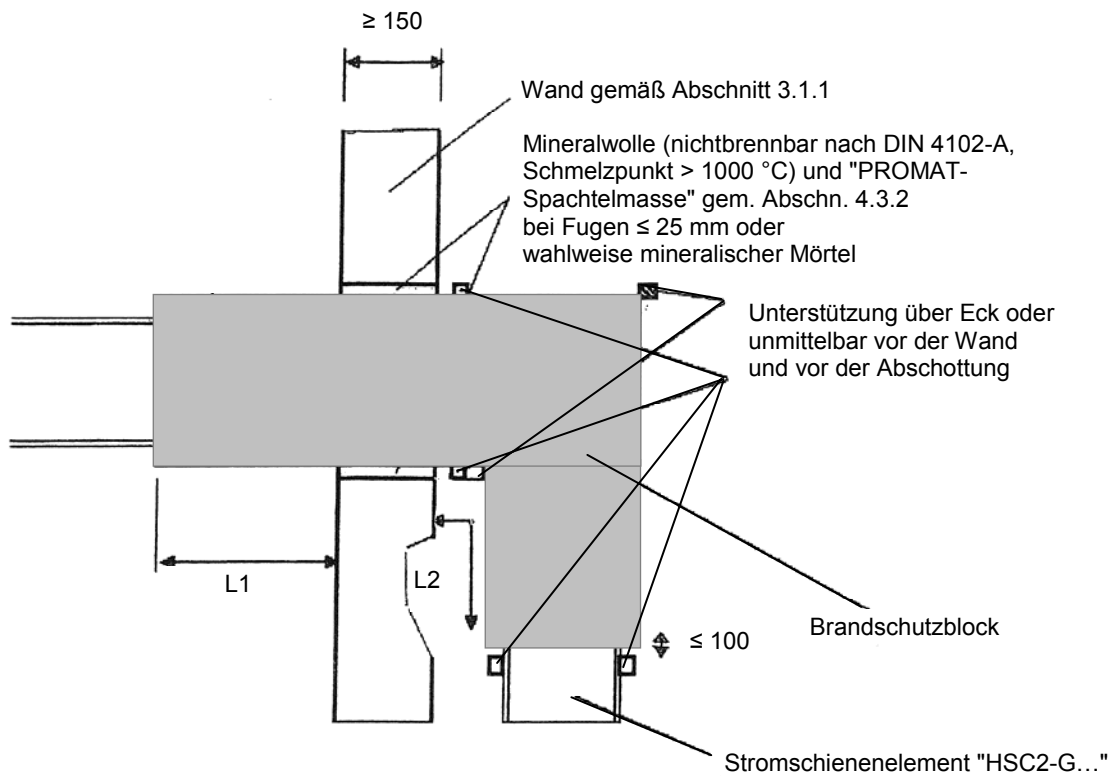 ≥ 150
Wand gemäß Abschnitt 3.1.1
Mineralwolle (nichtbrennbar nach DIN 4102-A,
Schmelzpunkt > 1000 °C) und "PROMAT-
Spachtelmasse" gem. Abschn. 4.3.2
bei Fugen ≤ 25 mm oder
wahlweise mineralischer Mörtel
Unterstützung über Eck oder
unmittelbar vor der Wand
und vor der Abschottung
L1
L2
Brandschutzblock
≤ 100
Stromschienenelement "HSC2-G…"